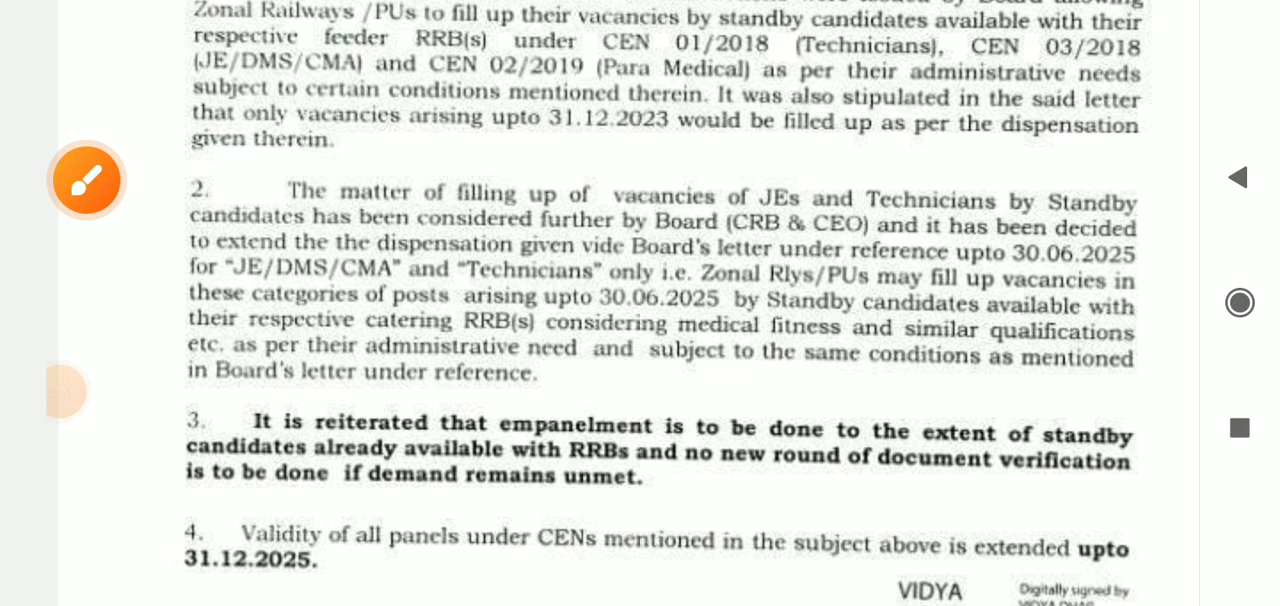 Zonal Railways /PUs to fill up their vacancies by standby candidates available with their
respective feeder RRB(s) under CEN 01/2018 (Technicians), CEN 03/2018
(JE/DMS/CMA) and CEN 02/2019 (Para Medical) as per their administrative needs
subject to certain conditions mentioned therein. It was also stipulated in the said letter
that only vacancies arising upto 31.12.2023 would be filled up as per the dispensation
given therein.
2. The matter of filling up of vacancies of JEs and Technicians by Standby
candidates has been considered further by Board (CRB & CEO) and it has been decided
to extend the the dispensation given vide Board's letter under reference upto 30.06.2025
for "JE/DMS/CMA" and "Technicians" only i.e. Zonal Rlys/PUs may fill up vacancies in
these categories of posts arising upto 30.06.2025 by Standby candidates available with
their respective catering RRB(s) considering medical fitness and similar qualifications
etc. as per their administrative need and subject to the same conditions as mentioned
in Board's letter under reference.
3. It is reiterated that empanelment is to be done to the extent of standby
candidates already available with RRBs and no new round of document verification
is to be done if demand remains unmet.
4. Validity of all panels under CENs mentioned in the subject above is extended upto
31.12.2025.
VIDYA Digitally signed by